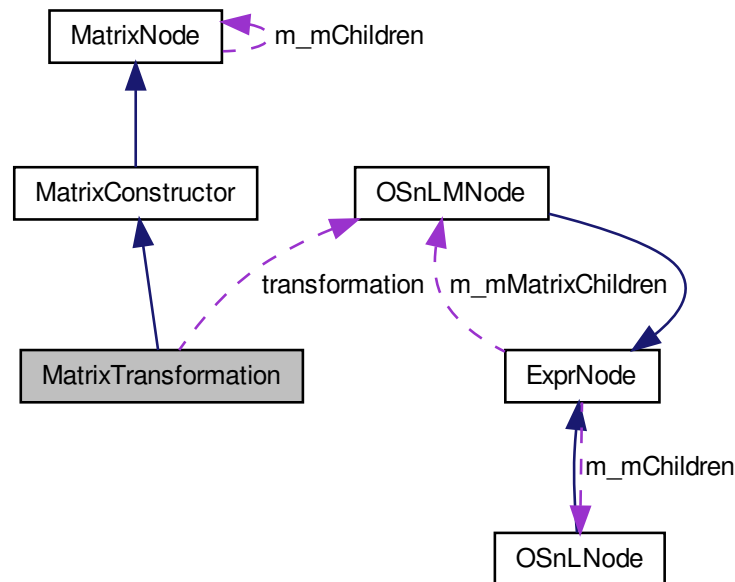 MatrixNode
m_mChildren
MatrixConstructor
OSnLMNode
transformation
m_mMatrixChildren
MatrixTransformation
ExprNode
m_mChildren
OSnLNode